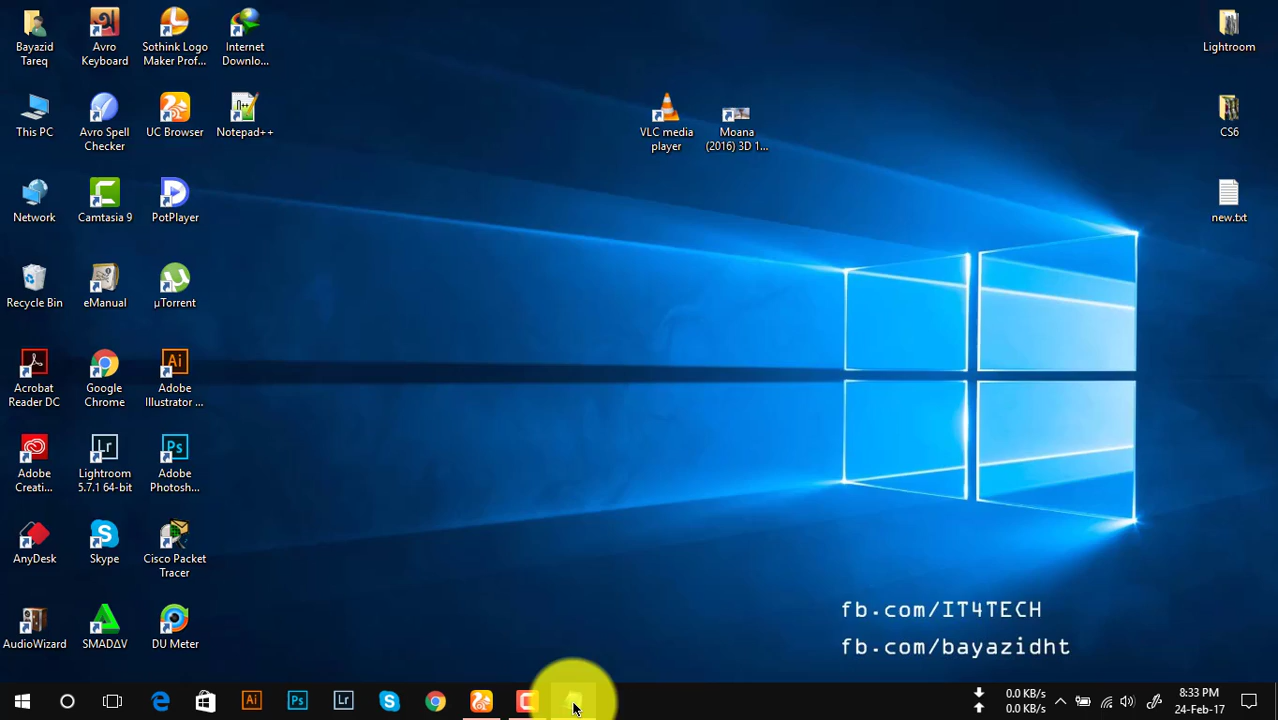 Bayazid
Tareq
Avro
Keyboard
Sothink Logo
Maker Prof...
Internet
Downlo...
This PC
Avro Spell
Checker
UC Browser
Notepad++
Network
Camtasia 9
PotPlayer
Recycle Bin
eManual
µTorrent
Acrobat
Reader DC
Google
Chrome
Adobe
Illustrator ...
Adobe
Creati...
Lightroom
5.7.1 64-bit
Adobe
Photosh...
AnyDesk
Skype
Cisco Packet
Tracer
AudioWizard
SMADΔV
DU Meter
VLC media
player
Moana
(2016) 3D 1...
Lightroom
CS6
new.txt
fb.com/IT4TECH
fb.com/bayazidht
0.0 KB/s
0.0 KB/s
8:33 PM
24-Feb-17